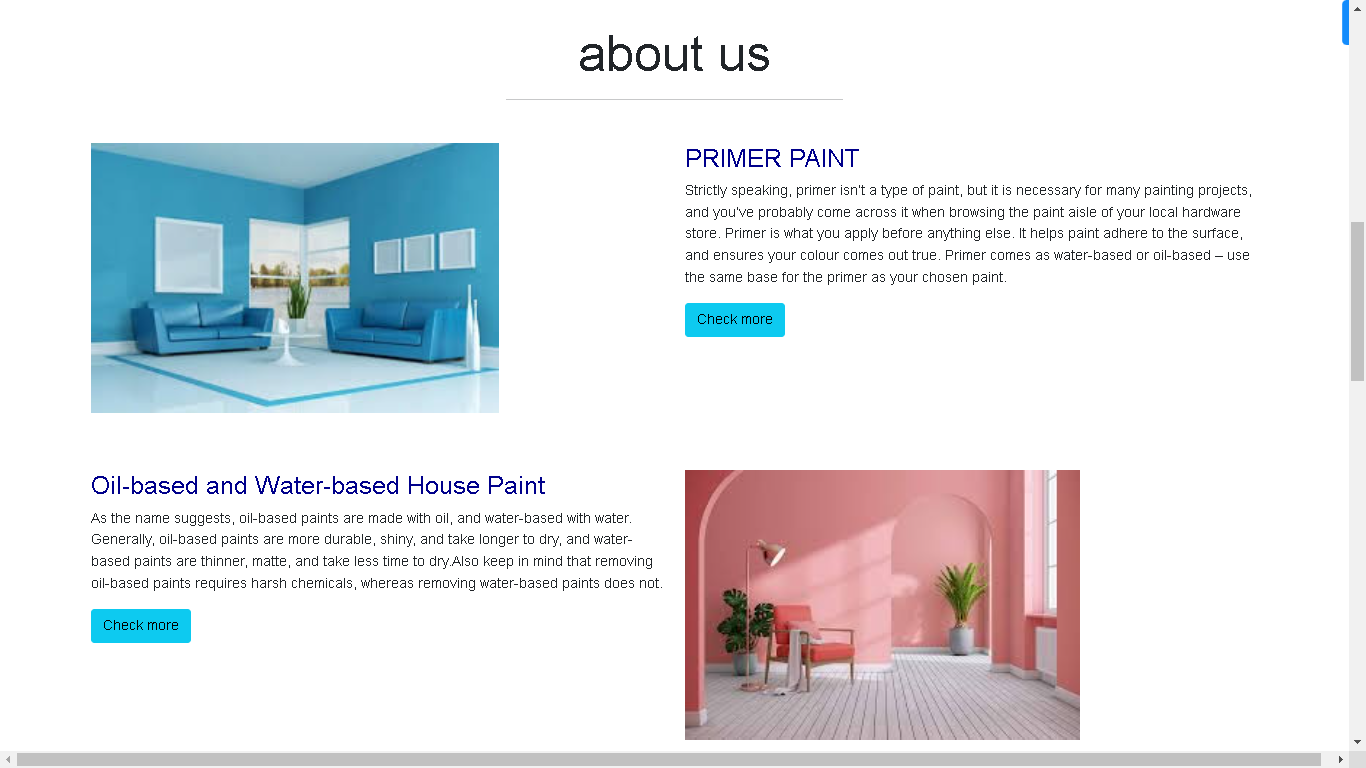 about us
PRIMER PAINT
Strictly speaking, primer isn't a type of paint, but it is necessary for many painting projects,
and you've probably come across it when browsing the paint aisle of your local hardware
store. Primer is what you apply before anything else. It helps paint adhere to the surface,
and ensures your colour comes out true. Primer comes as water-based or oil-based – use
the same base for the primer as your chosen paint.
Check more
Oil-based and Water-based House Paint
As the name suggests, oil-based paints are made with oil, and water-based with water.
Generally, oil-based paints are more durable, shiny, and take longer to dry, and water-
based paints are thinner, matte, and take less time to dry.Also keep in mind that removing
oil-based paints requires harsh chemicals, whereas removing water-based paints does not.
Check more